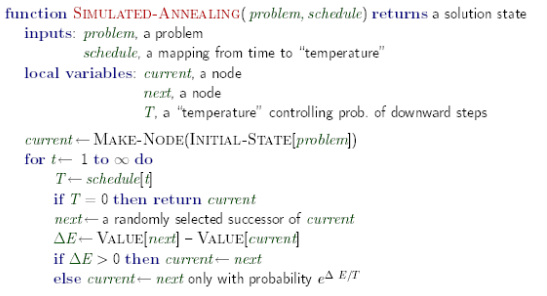 function SIMULATED-ANNEALING( problem, schedule) returns a solution state
inputs: problem, a problem
schedule, a mapping from time to "temperature"
local variables: current, a node
next, a node
T, a "temperature" controlling prob. of downward steps
current ← MAKE-NODE(INITIAL-STATE[problem])
for t ← 1 to ∞ do
T ← schedule[t]
if T = 0 then return current
next ← a randomly selected successor of current
ΔE ← VALUE[next] – VALUE[current]
if ΔE > 0 then current ← next
else current ← next only with probability e^Δ E/T